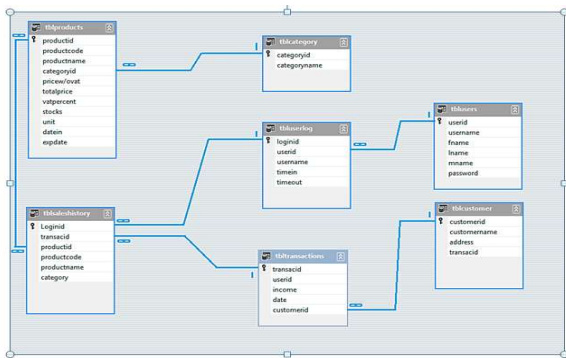 tblproducts
productid
productcode
productname
categoryid
pricew/ovat
totalprice
vatpercent
stocks
unit
datein
expdate
tblcategory
categoryid
categoryname
tbluserlog
loginid
userid
username
timein
timeout
tblusers
userid
username
fname
lname
mname
password
tblsaleshistory
Loginid
transacid
productid
productcode
productname
category
tbltransactions
transacid
userid
income
date
customerid
tblcustomer
customerid
customername
address
transacid